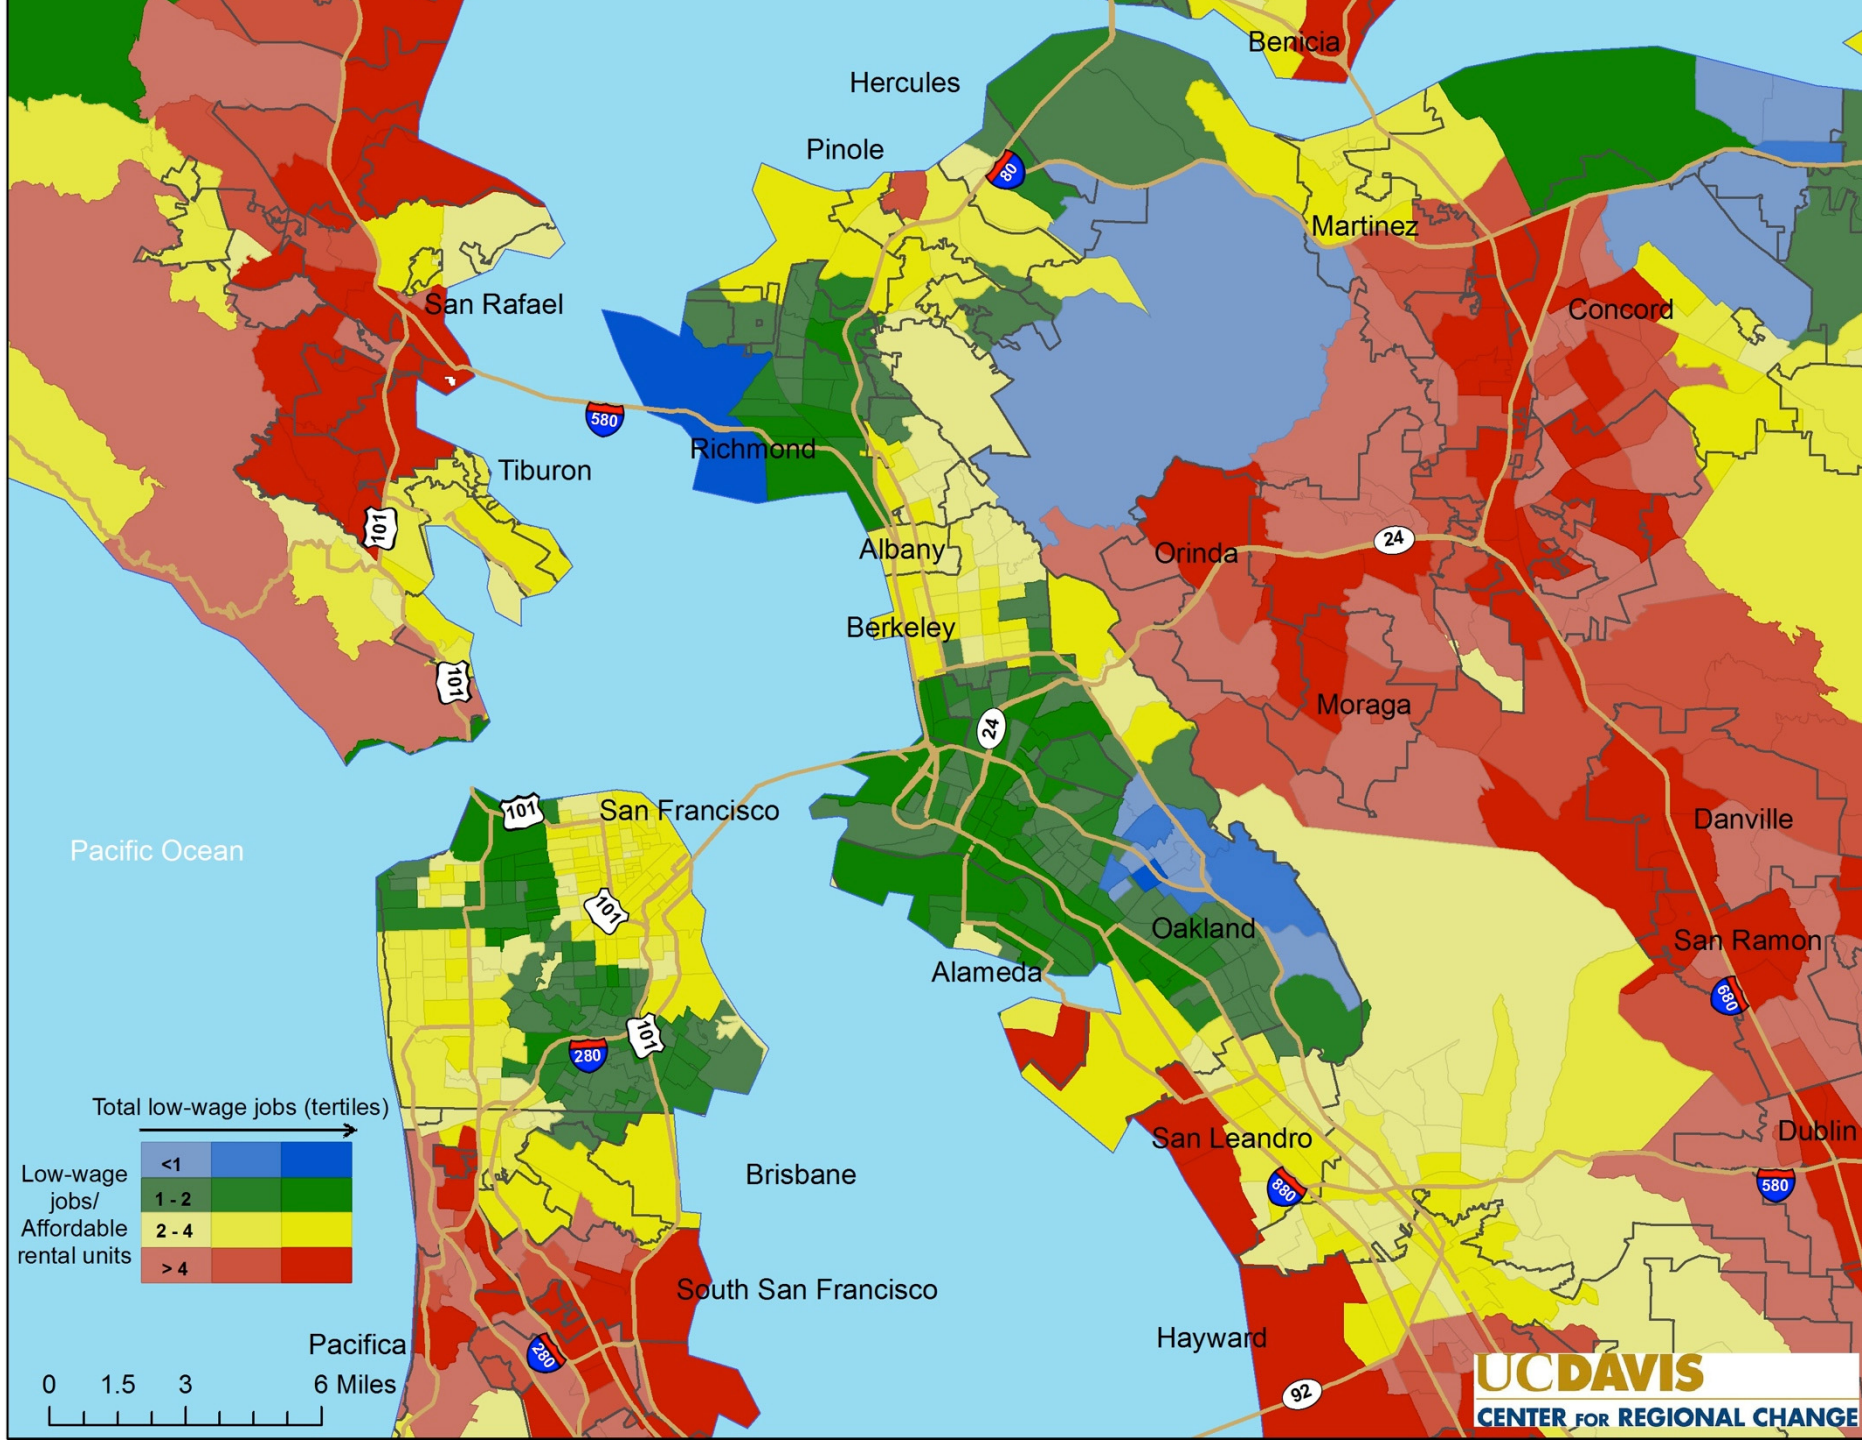 Benicia
Hercules
Pinole
80
Martinez
San Rafael
Concord
580
Richmond
Tiburon
101
24
Albany
Orinda
Berkeley
101
Moraga
24
101
San Francisco
Danville
Pacific Ocean
101
Oakland
San Ramon
Alameda
680
101
280
Total low-wage jobs (tertiles)
San Leandro
Dublin
Low-wage
jobs/
Affordable
rental units
<1
1 - 2
2 - 4
> 4
Brisbane
880
580
South San Francisco
Pacifica
280
Hayward
0 1.5 3 6 Miles
92
UCDAVIS
CENTER FOR REGIONAL CHANGE